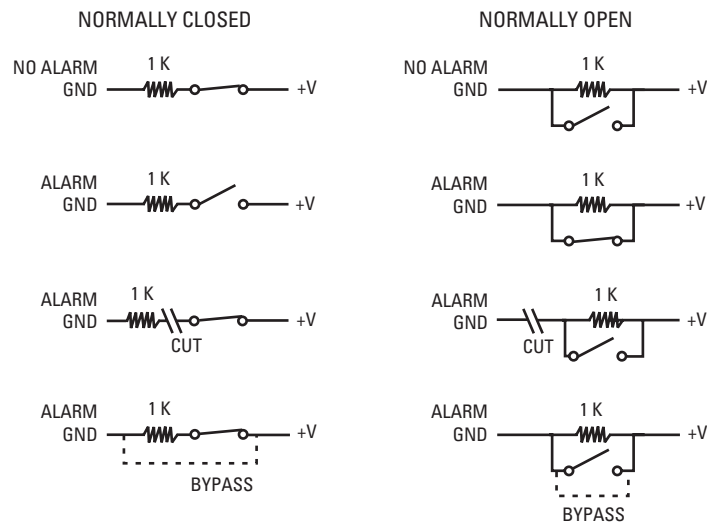 NORMALLY CLOSED
NO ALARM
1 K
GND
+V
ALARM
1 K
GND
+V
ALARM
1 K
GND
+V
CUT
ALARM
1 K
GND
+V
BYPASS
NORMALLY OPEN
NO ALARM
1 K
GND
+V
ALARM
1 K
GND
+V
ALARM
1 K
GND
+V
CUT
ALARM
1 K
GND
+V
BYPASS